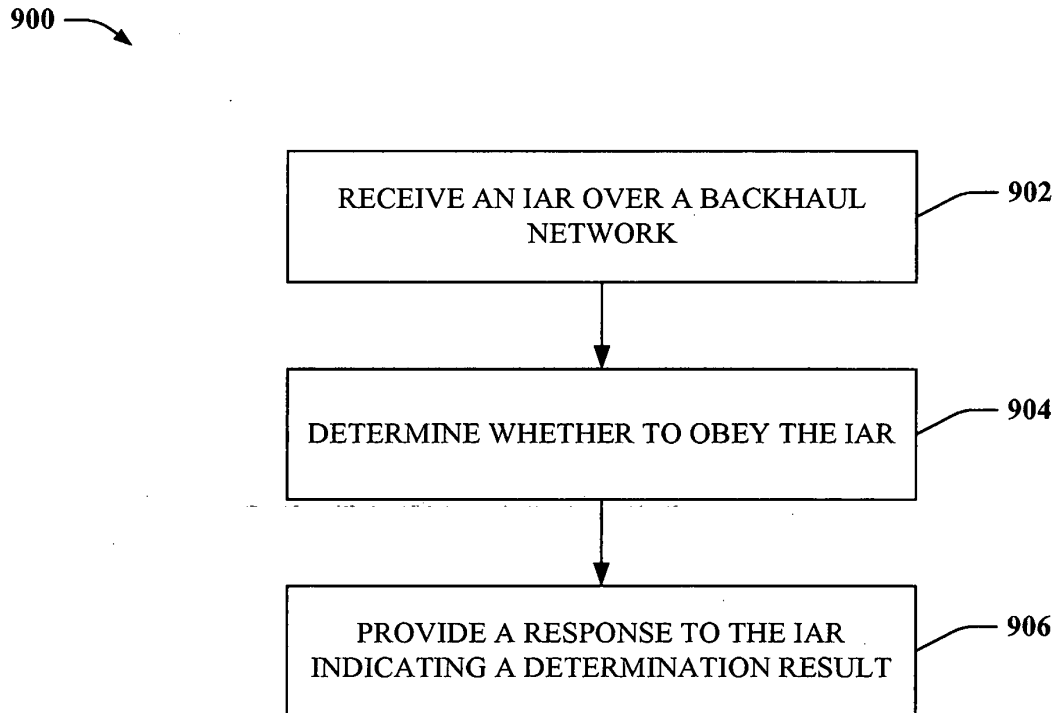 900
RECEIVE AN IAR OVER A BACKHAUL
NETWORK
902
DETERMINE WHETHER TO OBEY THE IAR
904
PROVIDE A RESPONSE TO THE IAR
INDICATING A DETERMINATION RESULT
906